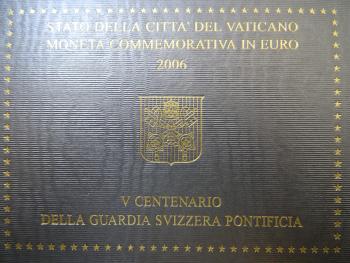 STATO DELLA CITTA' DEL VATICANO
MONETA COMMEMORATIVA IN EURO
2006
V CENTENARIO
DELLA GUARDIA SVIZZERA PONTIFICIA